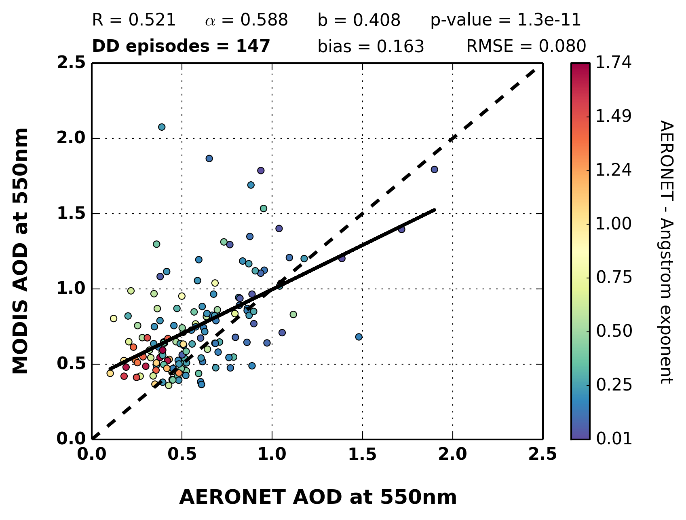 R = 0.521 α = 0.588 b = 0.408 p-value = 1.3e-11
DD episodes = 147 bias = 0.163 RMSE = 0.080
2.5
2.0
1.5
1.0
0.5
0.0
MODIS AOD at 550nm
0.0 0.5 1.0 1.5 2.0 2.5
AERONET AOD at 550nm
1.74
1.49
1.24
1.00
0.75
0.50
0.25
0.01
AERONET - Angstrom exponent